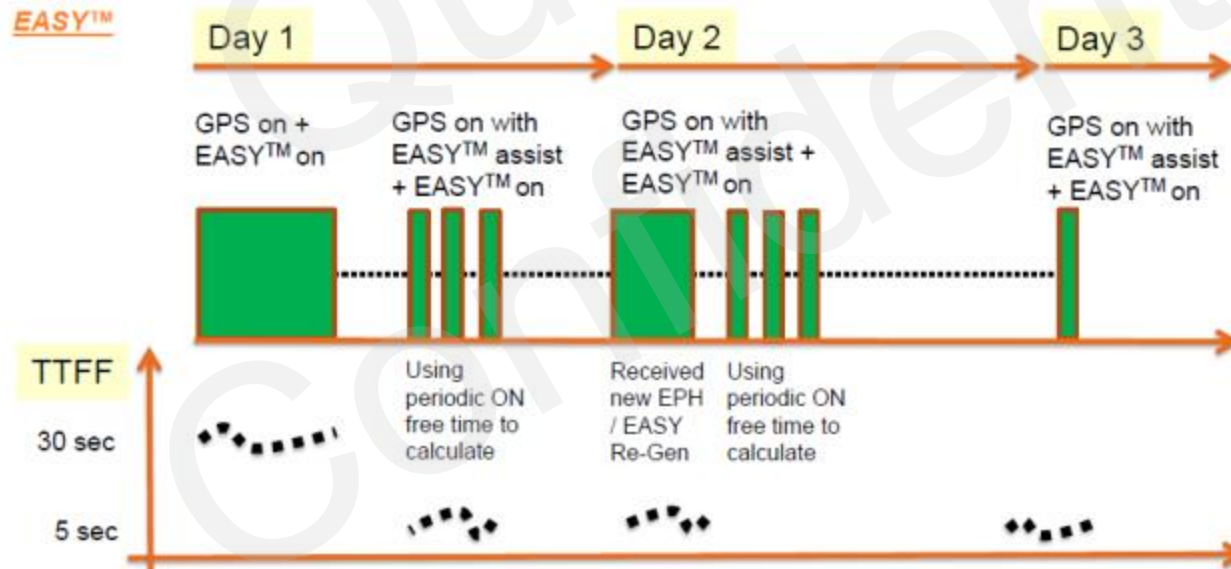 EASY™
Day 1
Day 2
Day 3
GPS on +
EASY™ on
GPS on with
EASY™ assist
+ EASY™ on
GPS on with
EASY™ assist +
EASY™ on
GPS on with
EASY™ assist
+ EASY™ on
TTFF
30 sec
5 sec
Using
periodic ON
free time to
calculate
Received
new EPH
/ EASY
Re-Gen
Using
periodic ON
free time to
calculate